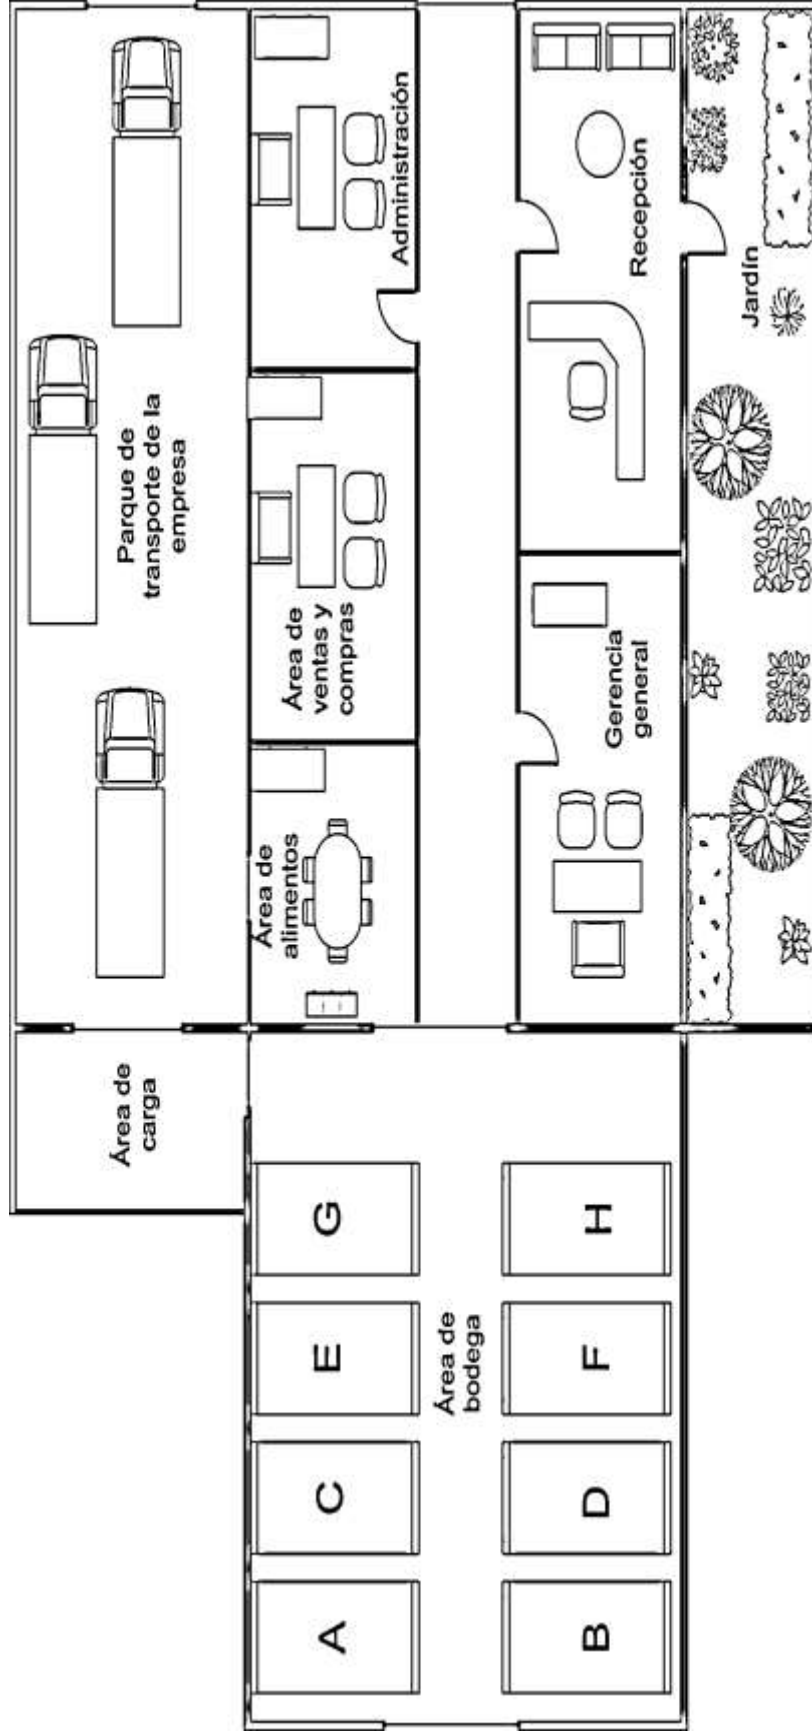 Parque de
transporte de la
empresa
Administración
Recepción
Jardín
Área de
ventas y
compras
Gerencia
general
Área de
alimentos
Área de
carga
G
H
E
Área de
bodega
F
C
D
A
B